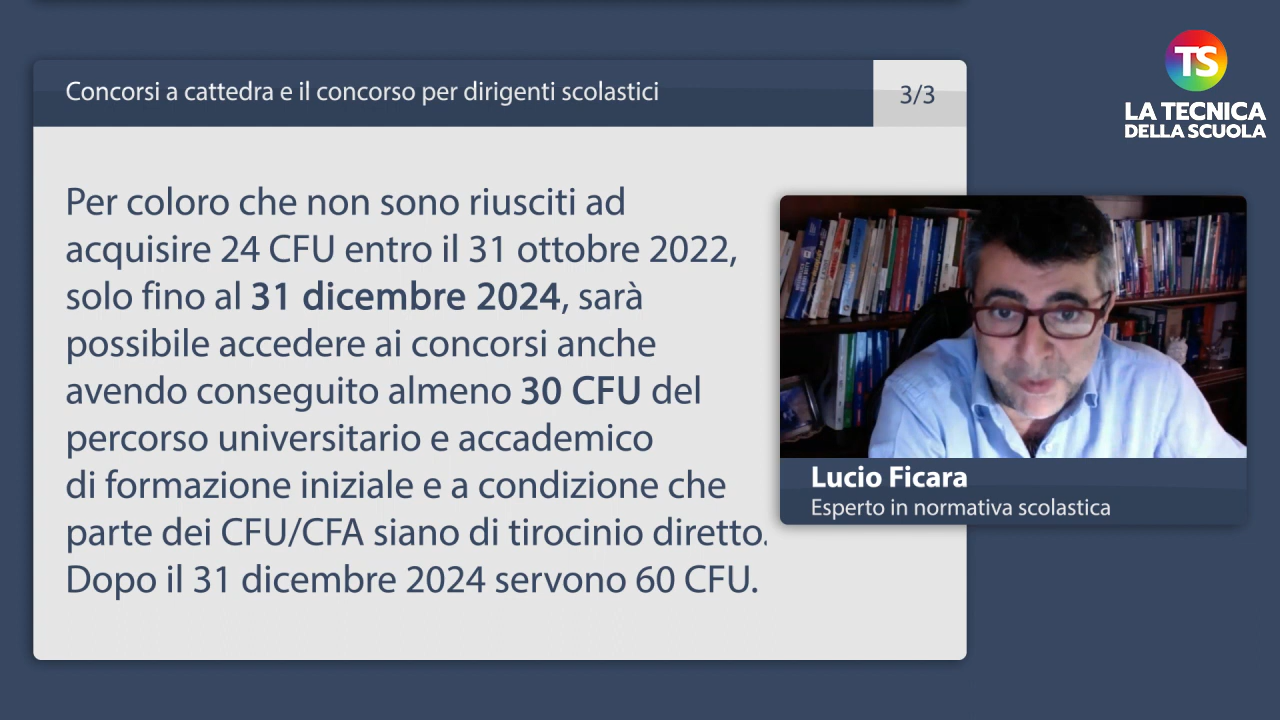 Concorsi a cattedra e il concorso per dirigenti scolastici
3/3
TS
LA TECNICA
DELLA SCUOLA
Per coloro che non sono riusciti ad
acquisire 24 CFU entro il 31 ottobre 2022,
solo fino al 31 dicembre 2024, sarà
possibile accedere ai concorsi anche
avendo conseguito almeno 30 CFU del
percorso universitario e accademico
di formazione iniziale e a condizione che
parte dei CFU/CFA siano di tirocinio diretto.
Dopo il 31 dicembre 2024 servono 60 CFU.
Lucio Ficara
Esperto in normativa scolastica